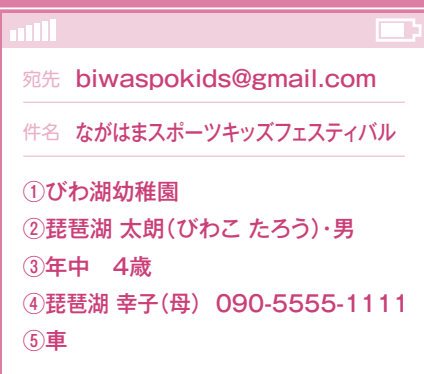 宛先 biwaspokids@gmail.com
件名 ながはまスポーツキッズフェスティバル
①びわ湖幼稚園
②琵琶湖 太朗(びわこ たろう)・男
③年中 4歳
④琵琶湖 幸子(母) 090-5555-1111
⑤車